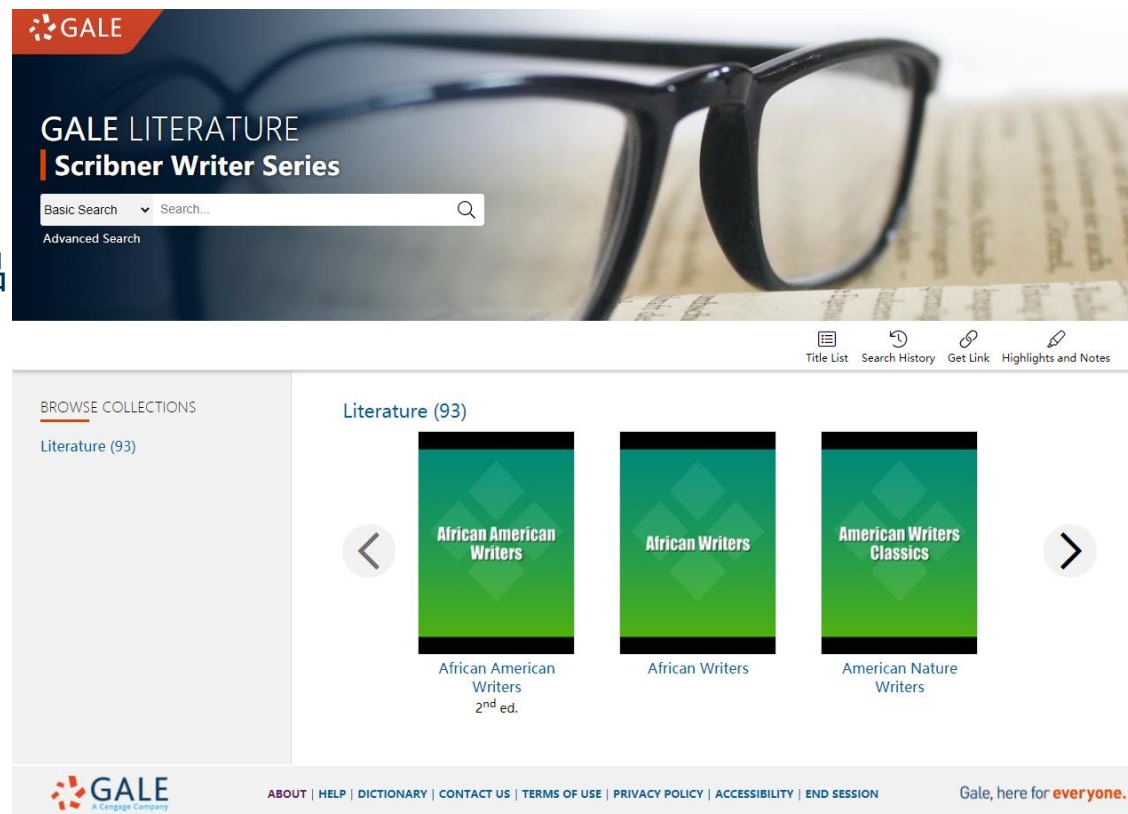 GALE
GALE LITERATURE
Scribner Writer Series
Basic Search
Search...
Advanced Search
Title List
Search History
Get Link
Highlights and Notes
BROWSE COLLECTIONS
Literature (93)
Literature (93)
African American
Writers
African Writers
American Writers
Classics
African American
Writers
2nd ed.
African Writers
American Nature
Writers
GALE
A Cengage Company
ABOUT | HELP | DICTIONARY | CONTACT US | TERMS OF USE | PRIVACY POLICY | ACCESSIBILITY | END SESSION
Gale, here for everyone.